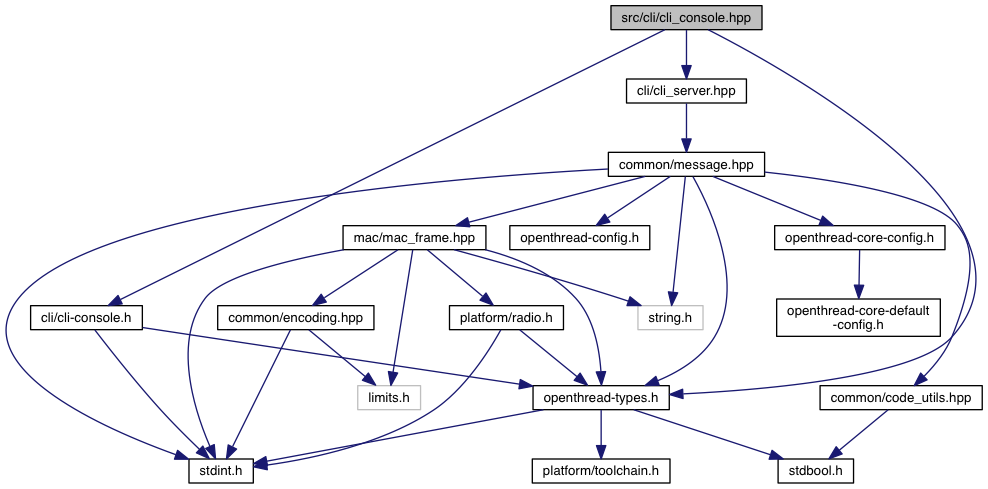 src/cli/cli_console.hpp
cli/cli_server.hpp
common/message.hpp
mac/mac_frame.hpp
openthread-config.h
openthread-core-config.h
cli/cli-console.h
common/encoding.hpp
platform/radio.h
string.h
openthread-core-default
-config.h
limits.h
openthread-types.h
common/code_utils.hpp
stdint.h
platform/toolchain.h
stdbool.h